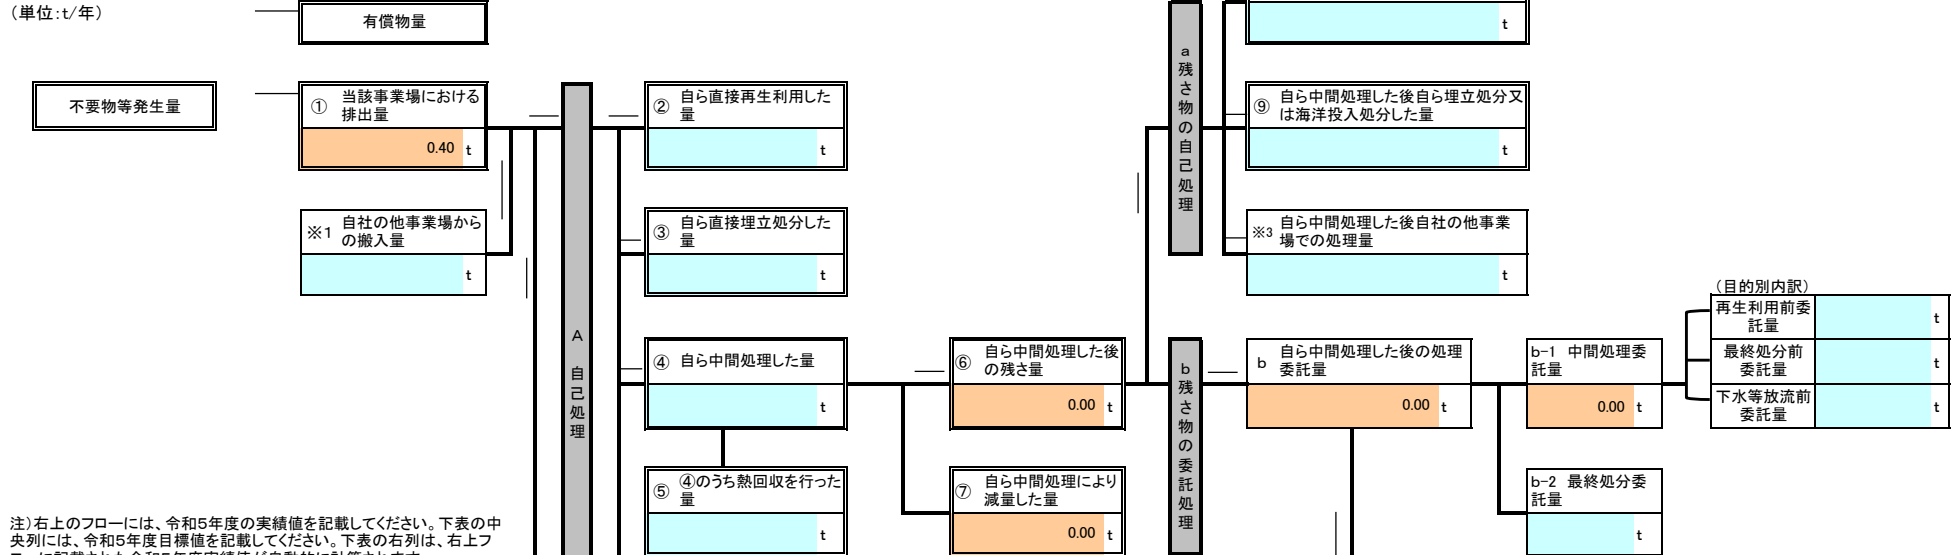 （単位:t/年）
有償物量
不要物等発生量
① 当該事業場における
排出量
0.40 t
※1 自社の他事業場から
の搬入量
t
A 自己処理
② 自ら直接再生利用した
量
t
③ 自ら直接埋立処分した
量
t
④ 自ら中間処理した量
t
⑤ ④のうち熱回収を行った
量
t
⑥ 自ら中間処理した後
の残さ量
0.00 t
⑦ 自ら中間処理により
減量した量
0.00 t
a残さ物の自己処理
t
⑨ 自ら中間処理した後自ら埋立処分又
は海洋投入処分した量
t
※3 自ら中間処理した後自社の他事業
場での処理量
t
b残さ物の委託処理
b 自ら中間処理した後の処理
委託量
0.00 t
b-1 中間処理委
託量
0.00 t
b-2 最終処分委
託量
t
（目的別内訳）
再生利用前委
託量
t
最終処分前
委託量
t
下水等放流前
委託量
t
注）右上のフローには、令和5年度の実績値を記載してください。下表の中
央列には、令和5年度目標値を記載してください。下表の右列は、右上フ